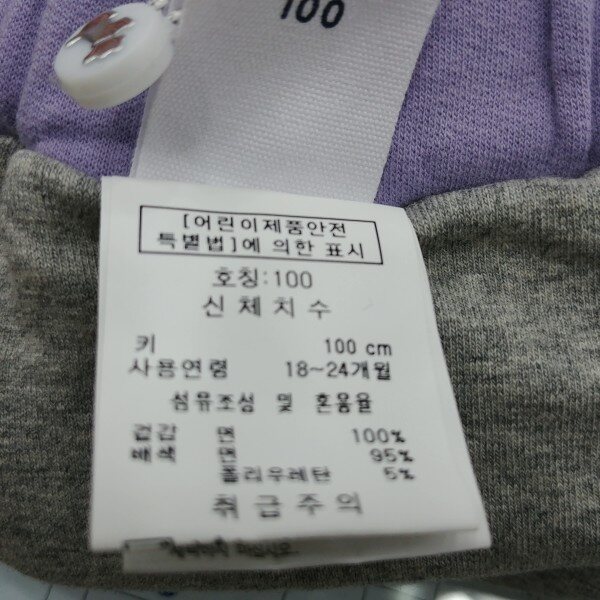 100
[어린이제품안전
특별법]에 의한 표시
호칭:100
신체치수
키 100 cm
사용연령 18~24개월
섬유조성 및 혼용율
겉감 면 100%
배색 면 95%
폴리우레탄 5%
취급주의